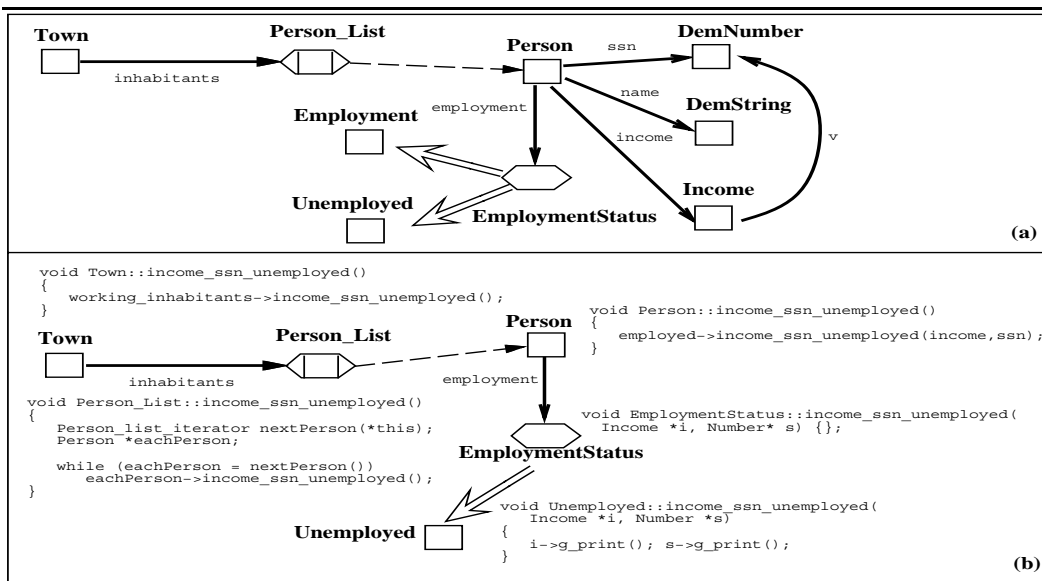 Town
Person_List
Person
DemNumber
ssn
inhabitants
name
employment
DemString
Employment
income
v
Unemployed
Income
EmploymentStatus
(a)
void Town::income_ssn_unemployed()
{
working_inhabitants->income_ssn_unemployed();
}
void Person::income_ssn_unemployed()
{
employed->income_ssn_unemployed(income,ssn);
}
Town
Person_List
Person
inhabitants
employment
void Person_List::income_ssn_unemployed()
{
Person_list_iterator nextPerson(*this);
Person *eachPerson;
while (eachPerson = nextPerson())
eachPerson->income_ssn_unemployed();
}
void EmploymentStatus::income_ssn_unemployed(
Income *i, Number* s) {};
EmploymentStatus
Unemployed
void Unemployed::income_ssn_unemployed(
Income *i, Number *s)
{
i->g_print(); s->g_print();
}
(b)